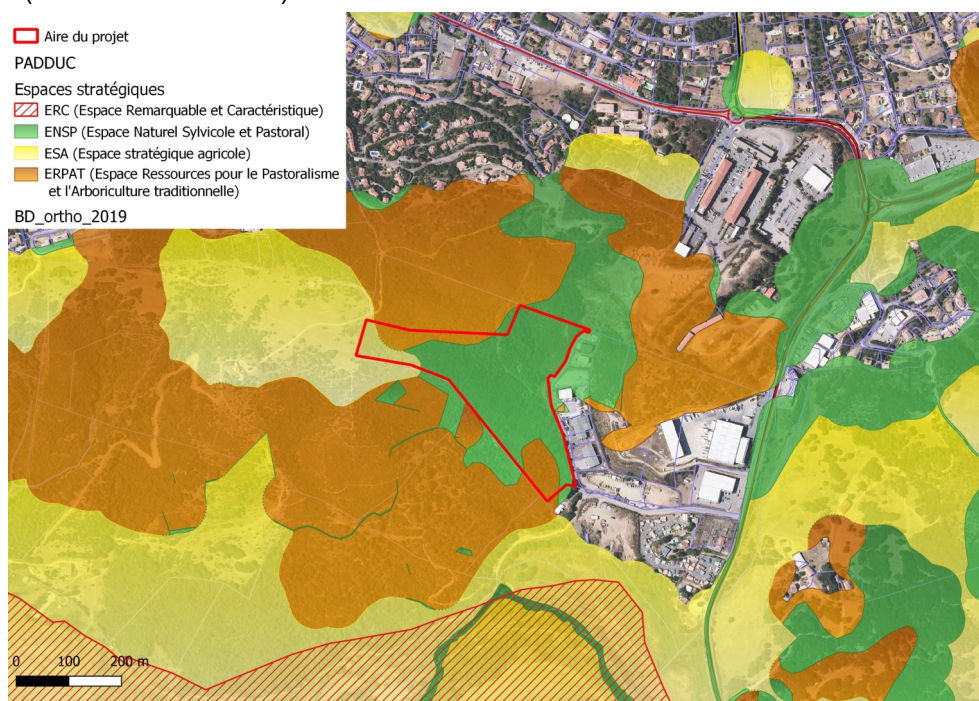 Aire du projet
PADDUC
Espaces stratégiques
ERC (Espace Remarquable et Caractéristique)
ENSP (Espace Naturel Sylvicole et Pastoral)
ESA (Espace stratégique agricole)
ERPAT (Espace Ressources pour le Pastoralisme
et l'Arboriculture traditionnelle)
BD_ortho_2019
0 100 200 m